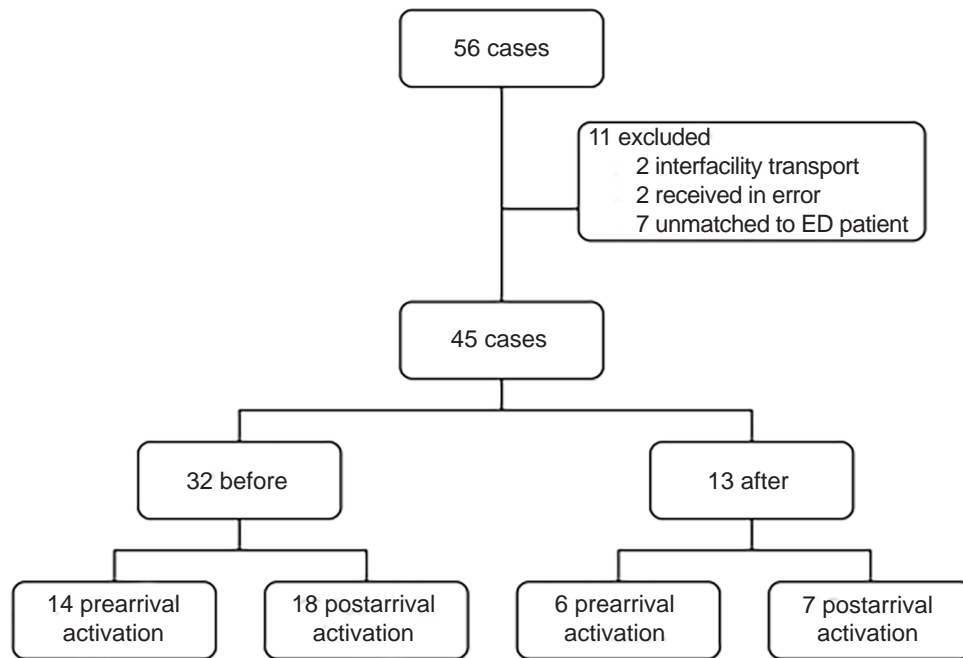 56 cases
11 excluded
2 interfacility transport
2 received in error
7 unmatched to ED patient
45 cases
32 before
13 after
14 prearrival
activation
18 postarrival
activation
6 prearrival
activation
7 postarrival
activation